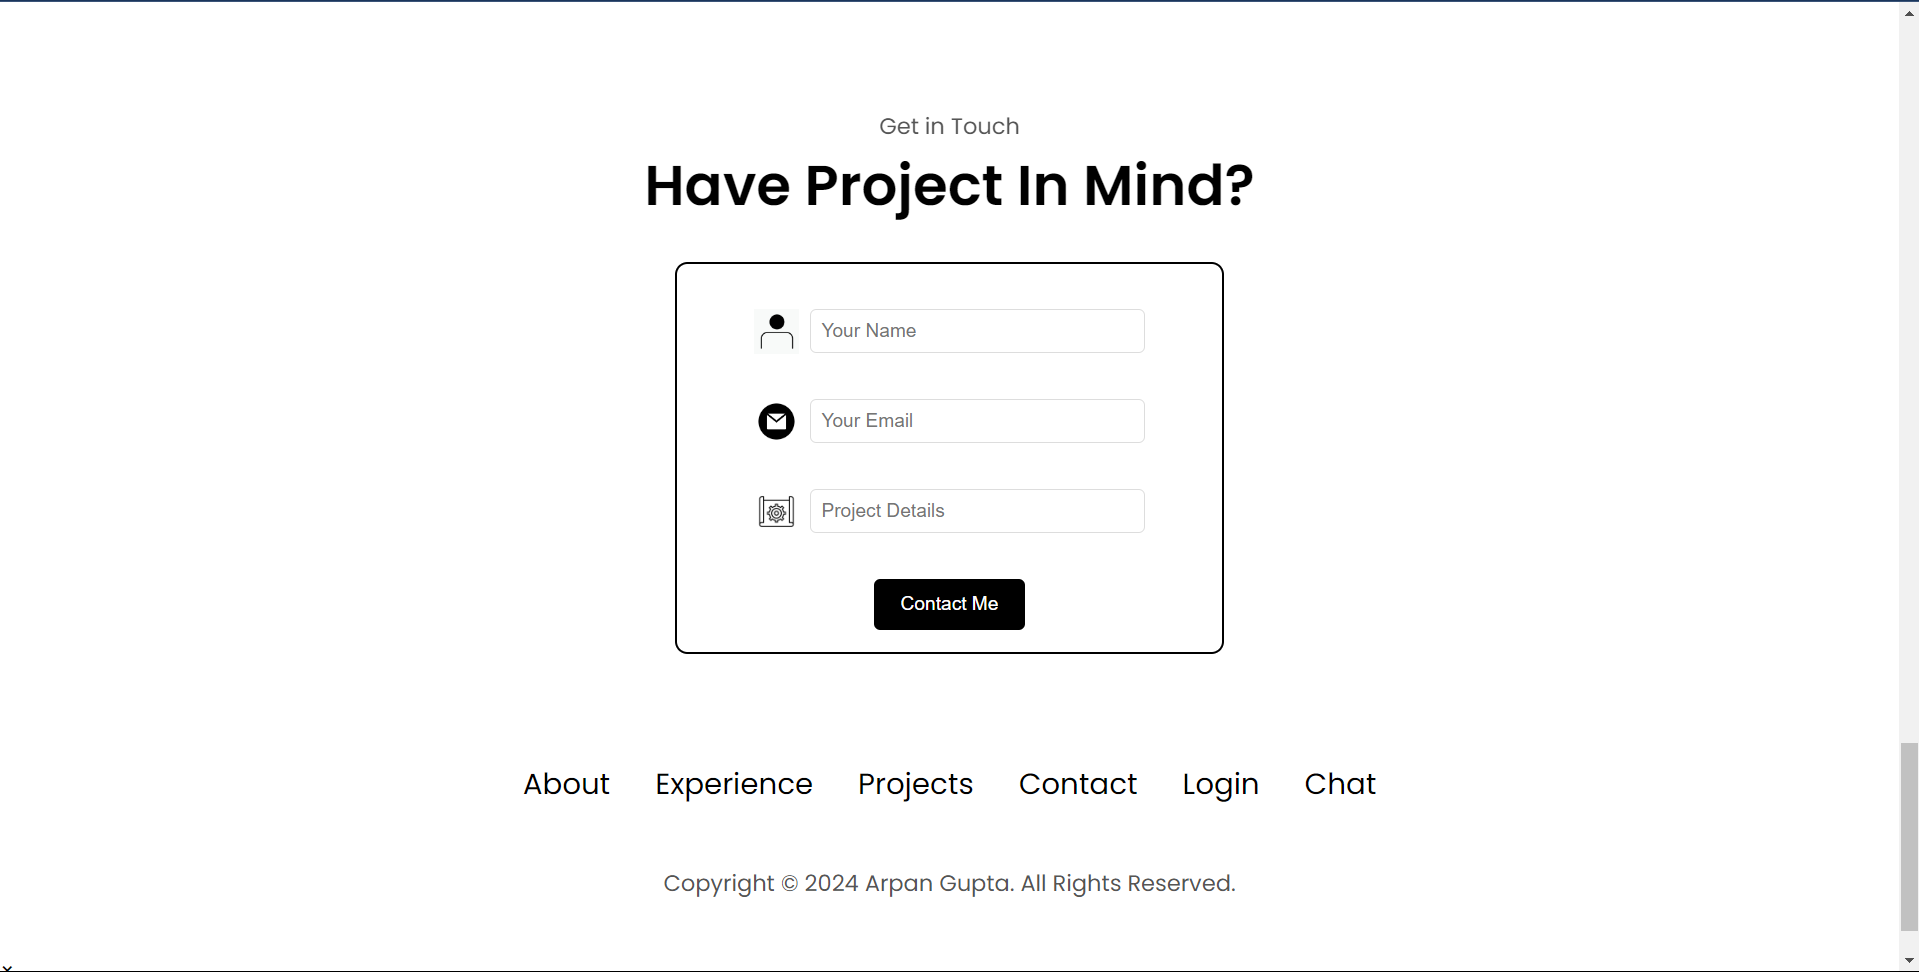 Get in Touch
Have Project In Mind?
Your Name
Your Email
Project Details
Contact Me
About Experience Projects Contact Login Chat
Copyright © 2024 Arpan Gupta. All Rights Reserved.